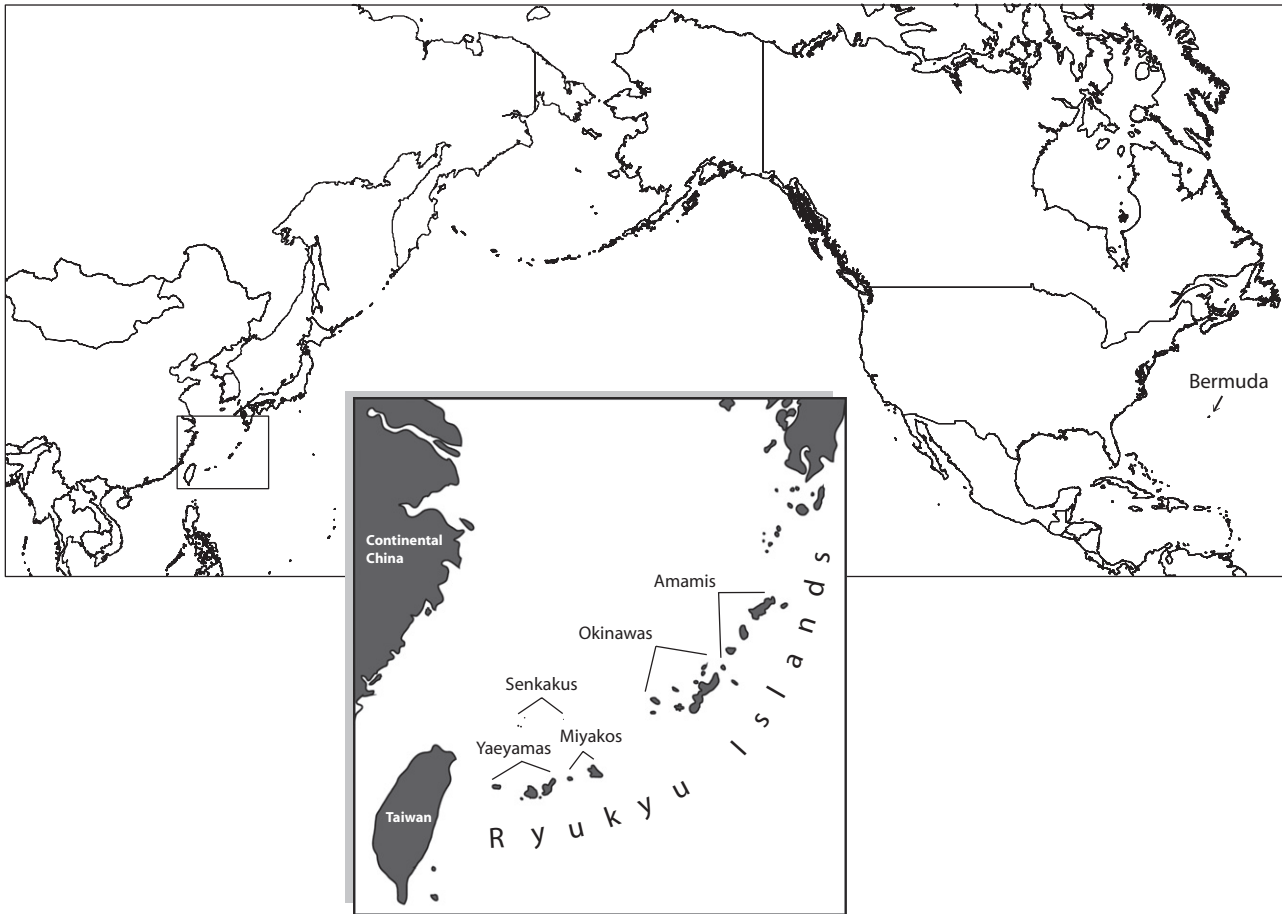 Bermuda
Continental
China
Amamis
Okinawas
Senkakus
Yaeyamas
Miyakos
Taiwan
Ryukyu Islands